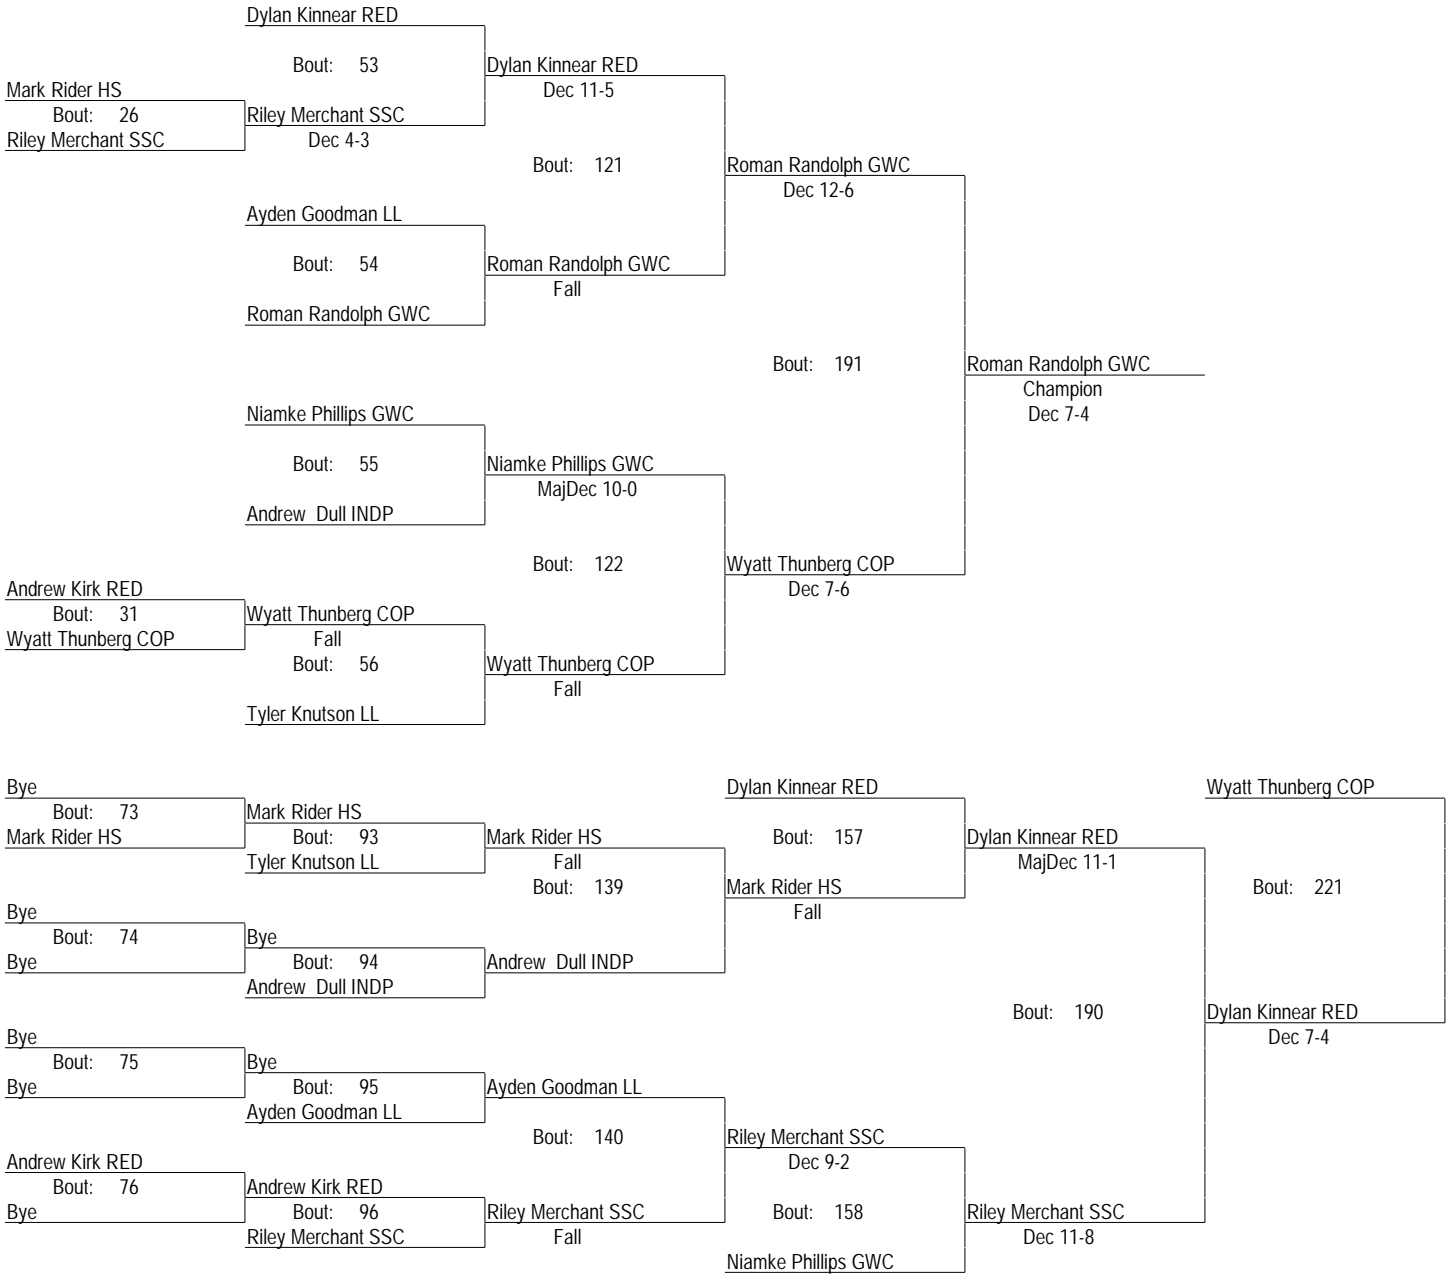 Dylan Kinnear RED
Bout: 53
Dylan Kinnear RED
Mark Rider HS
Dec 11-5
Bout: 26
Riley Merchant SSC
Riley Merchant SSC
Dec 4-3
Bout: 121
Roman Randolph GWC
Dec 12-6
Ayden Goodman LL
Bout: 54
Roman Randolph GWC
Fall
Roman Randolph GWC
Bout: 191
Roman Randolph GWC
Champion
Dec 7-4
Niamke Phillips GWC
Bout: 55
Niamke Phillips GWC
MajDec 10-0
Andrew  Dull INDP
Bout: 122
Wyatt Thunberg COP
Dec 7-6
Andrew Kirk RED
Bout: 31
Wyatt Thunberg COP
Wyatt Thunberg COP
Fall
Bout: 56
Wyatt Thunberg COP
Fall
Tyler Knutson LL
Bye
Dylan Kinnear RED
Wyatt Thunberg COP
Bout: 73
Mark Rider HS
Mark Rider HS
Bout: 93
Mark Rider HS
Bout: 157
Dylan Kinnear RED
Tyler Knutson LL
Fall
MajDec 11-1
Bout: 139
Mark Rider HS
Bout: 221
Bye
Fall
Bout: 74
Bye
Bye
Bout: 94
Andrew  Dull INDP
Andrew  Dull INDP
Bout: 190
Dylan Kinnear RED
Bye
Dec 7-4
Bout: 75
Bye
Bye
Bout: 95
Ayden Goodman LL
Ayden Goodman LL
Bout: 140
Riley Merchant SSC
Andrew Kirk RED
Dec 9-2
Bout: 76
Andrew Kirk RED
Bye
Bout: 96
Riley Merchant SSC
Bout: 158
Riley Merchant SSC
Riley Merchant SSC
Fall
Dec 11-8
Niamke Phillips GWC